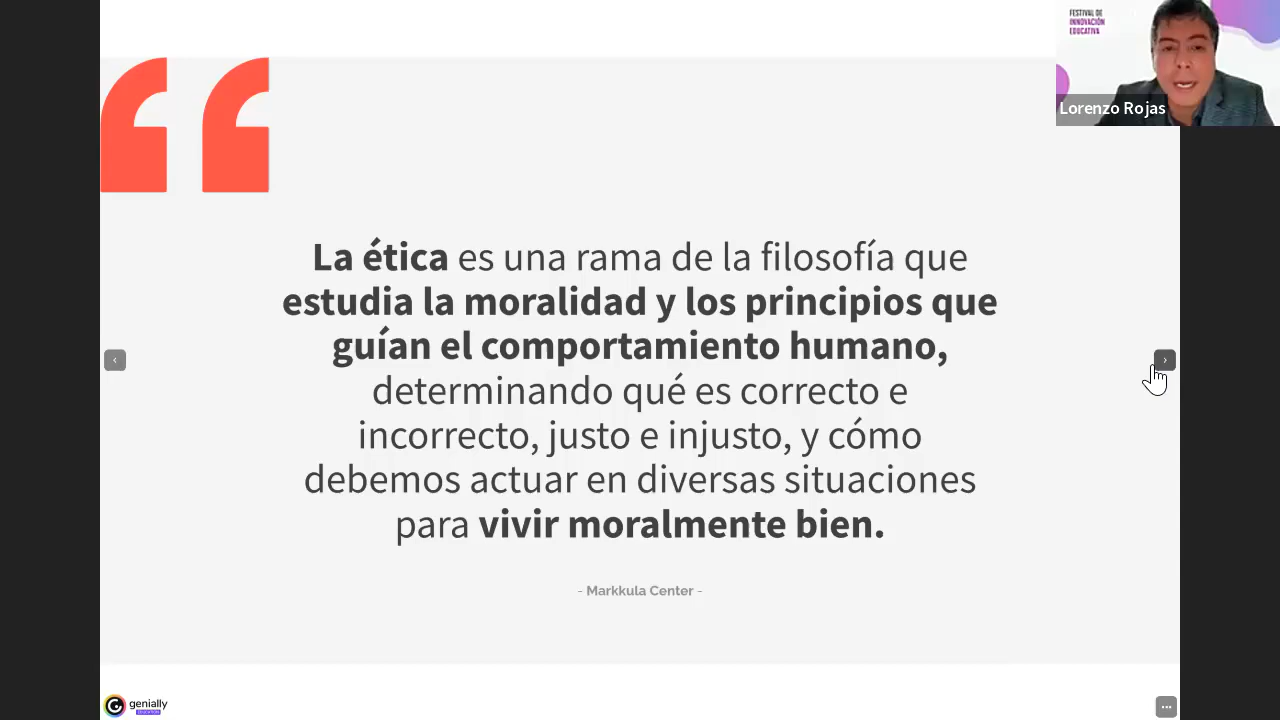 FESTIVAL DE
INNOVACIÓN
EDUCATIVA
Lorenzo Rojas
La ética es una rama de la filosofía que
estudia la moralidad y los principios que
guían el comportamiento humano,
determinando qué es correcto e
incorrecto, justo e injusto, y cómo
debemos actuar en diversas situaciones
para vivir moralmente bien.
- Markkula Center -
genially
EDUCATION